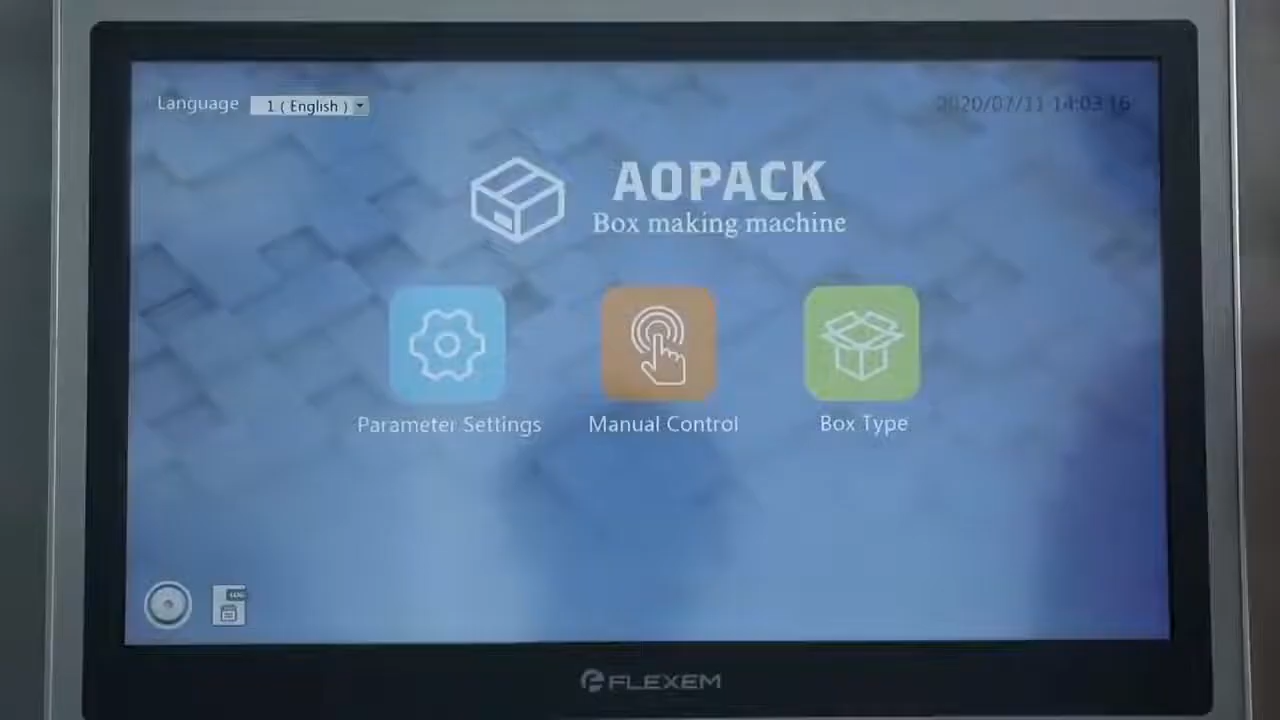 Language 1 ( English ) 2020/07/11 14:03 16
AOPACK
Box making machine
Parameter Settings Manual Control Box Type
LOG
FLEXEM